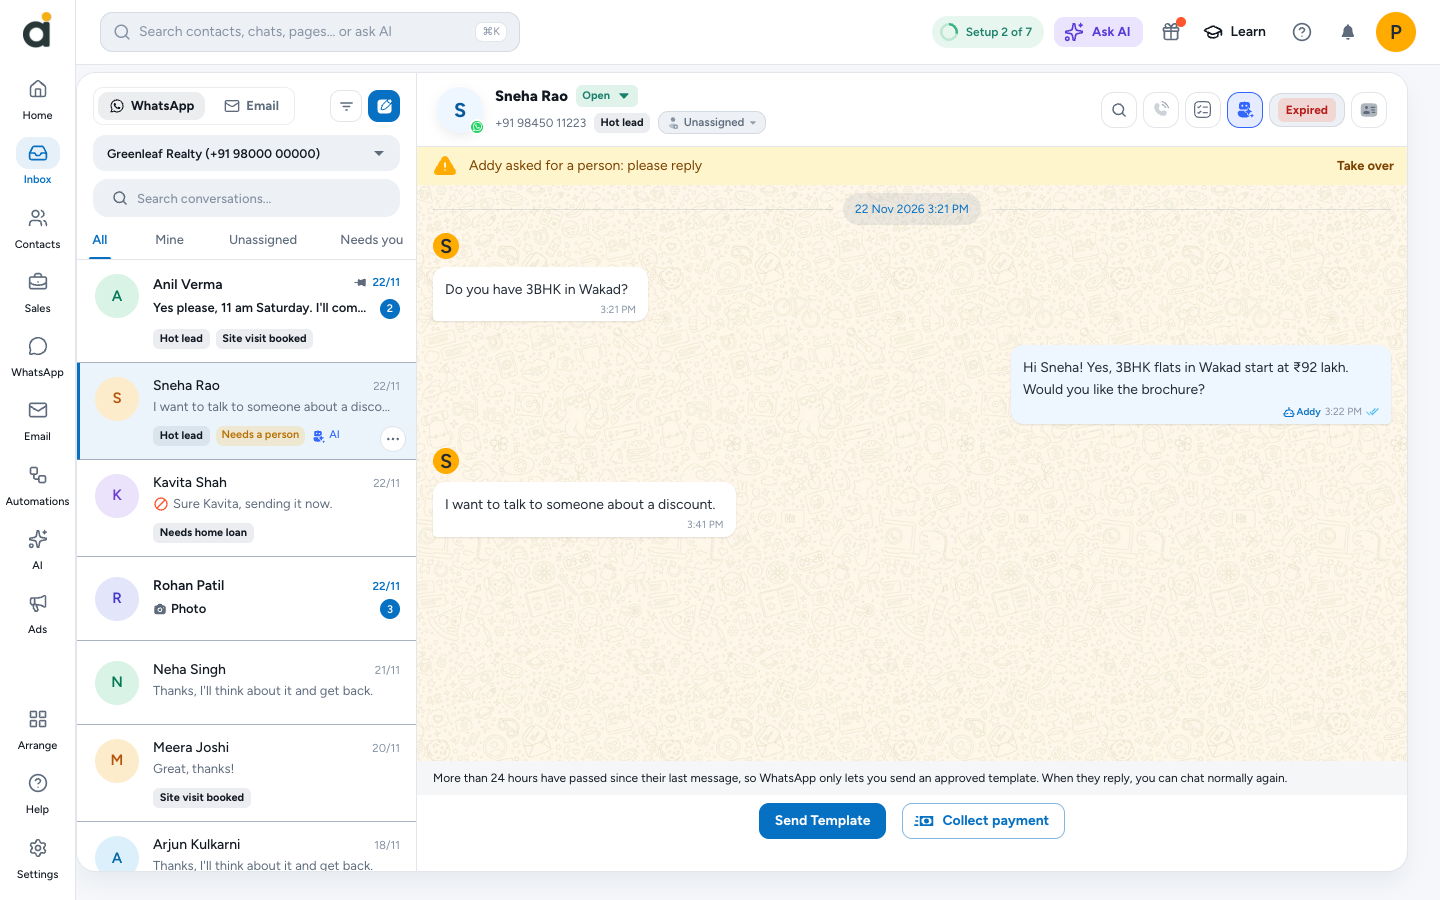 Search contacts, chats, pages... or ask AI
⌘K
Setup 2 of 7
Ask AI
Learn
P
Home
Inbox
Contacts
Sales
WhatsApp
Email
Automations
AI
Ads
Arrange
Help
Settings
WhatsApp
Email
Greenleaf Realty (+91 98000 00000)
Search conversations...
All
Mine
Unassigned
Needs you
A
Anil Verma
22/11
Yes please, 11 am Saturday. I'll com...
2
Hot lead
Site visit booked
S
Sneha Rao
22/11
I want to talk to someone about a disco...
Hot lead
Needs a person
AI
K
Kavita Shah
22/11
Sure Kavita, sending it now.
Needs home loan
R
Rohan Patil
22/11
Photo
3
N
Neha Singh
21/11
Thanks, I'll think about it and get back.
M
Meera Joshi
20/11
Great, thanks!
Site visit booked
A
Arjun Kulkarni
18/11
Thanks, I'll think about it and get back.
S
Sneha Rao
Open
+91 98450 11223
Hot lead
Unassigned
Expired
Addy asked for a person: please reply
Take over
22 Nov 2026 3:21 PM
S
Do you have 3BHK in Wakad?
3:21 PM
Hi Sneha! Yes, 3BHK flats in Wakad start at ₹92 lakh.
Would you like the brochure?
Addy 3:22 PM
S
I want to talk to someone about a discount.
3:41 PM
More than 24 hours have passed since their last message, so WhatsApp only lets you send an approved template. When they reply, you can chat normally again.
Send Template
Collect payment